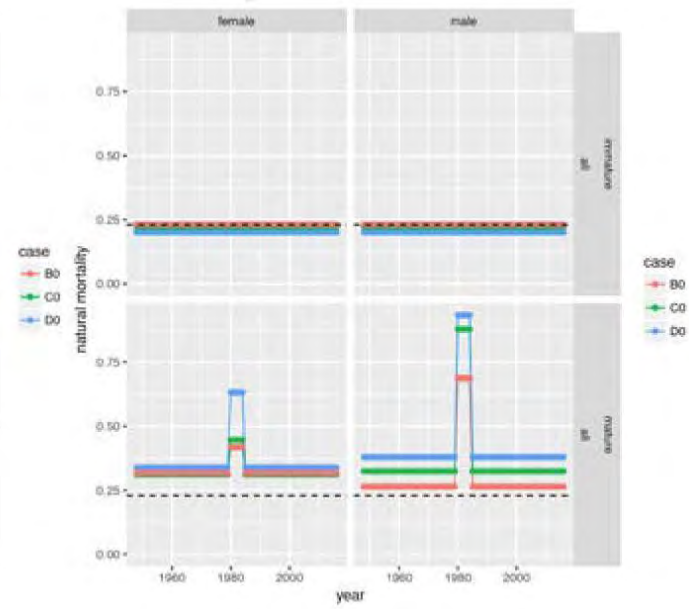 female male
0.75
0.50
0.25
0.00
immature
all
natural mortality
case
B0
C0
D0
case
B0
C0
D0
0.75
0.50
0.25
0.00
mature
all
1960 1980 2000 1960 1980 2000
year